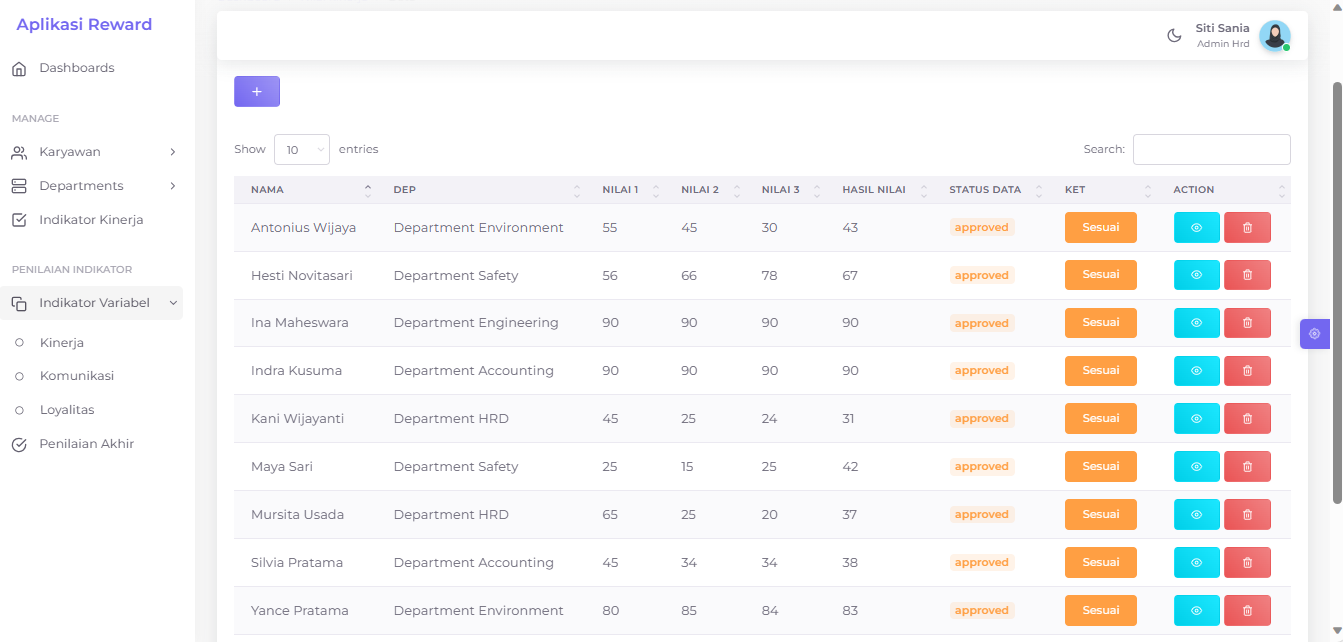 Aplikasi Reward
Siti Sania
Admin Hrd
Dashboards
MANAGE
Karyawan
Departments
Indikator Kinerja
PENILAIAN INDIKATOR
Indikator Variabel
Kinerja
Komunikasi
Loyalitas
Penilaian Akhir
+
Show 10 entries Search:
NAMA DEP NILAI 1 NILAI 2 NILAI 3 HASIL NILAI STATUS DATA KET ACTION
Antonius Wijaya Department Environment 55 45 30 43 approved Sesuai
Hesti Novitasari Department Safety 56 66 78 67 approved Sesuai
Ina Maheswara Department Engineering 90 90 90 90 approved Sesuai
Indra Kusuma Department Accounting 90 90 90 90 approved Sesuai
Kani Wijayanti Department HRD 45 25 24 31 approved Sesuai
Maya Sari Department Safety 25 15 25 42 approved Sesuai
Mursita Usada Department HRD 65 25 20 37 approved Sesuai
Silvia Pratama Department Accounting 45 34 34 38 approved Sesuai
Yance Pratama Department Environment 80 85 84 83 approved Sesuai